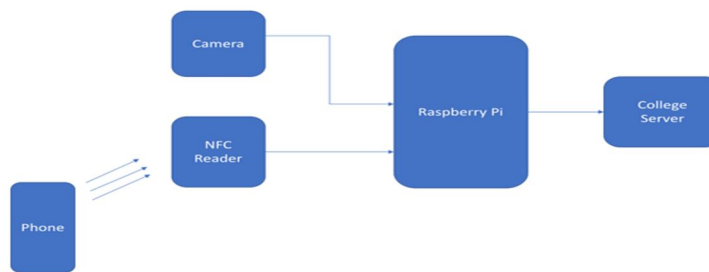 Camera
Raspberry Pi
College
Server
NFC
Reader
Phone